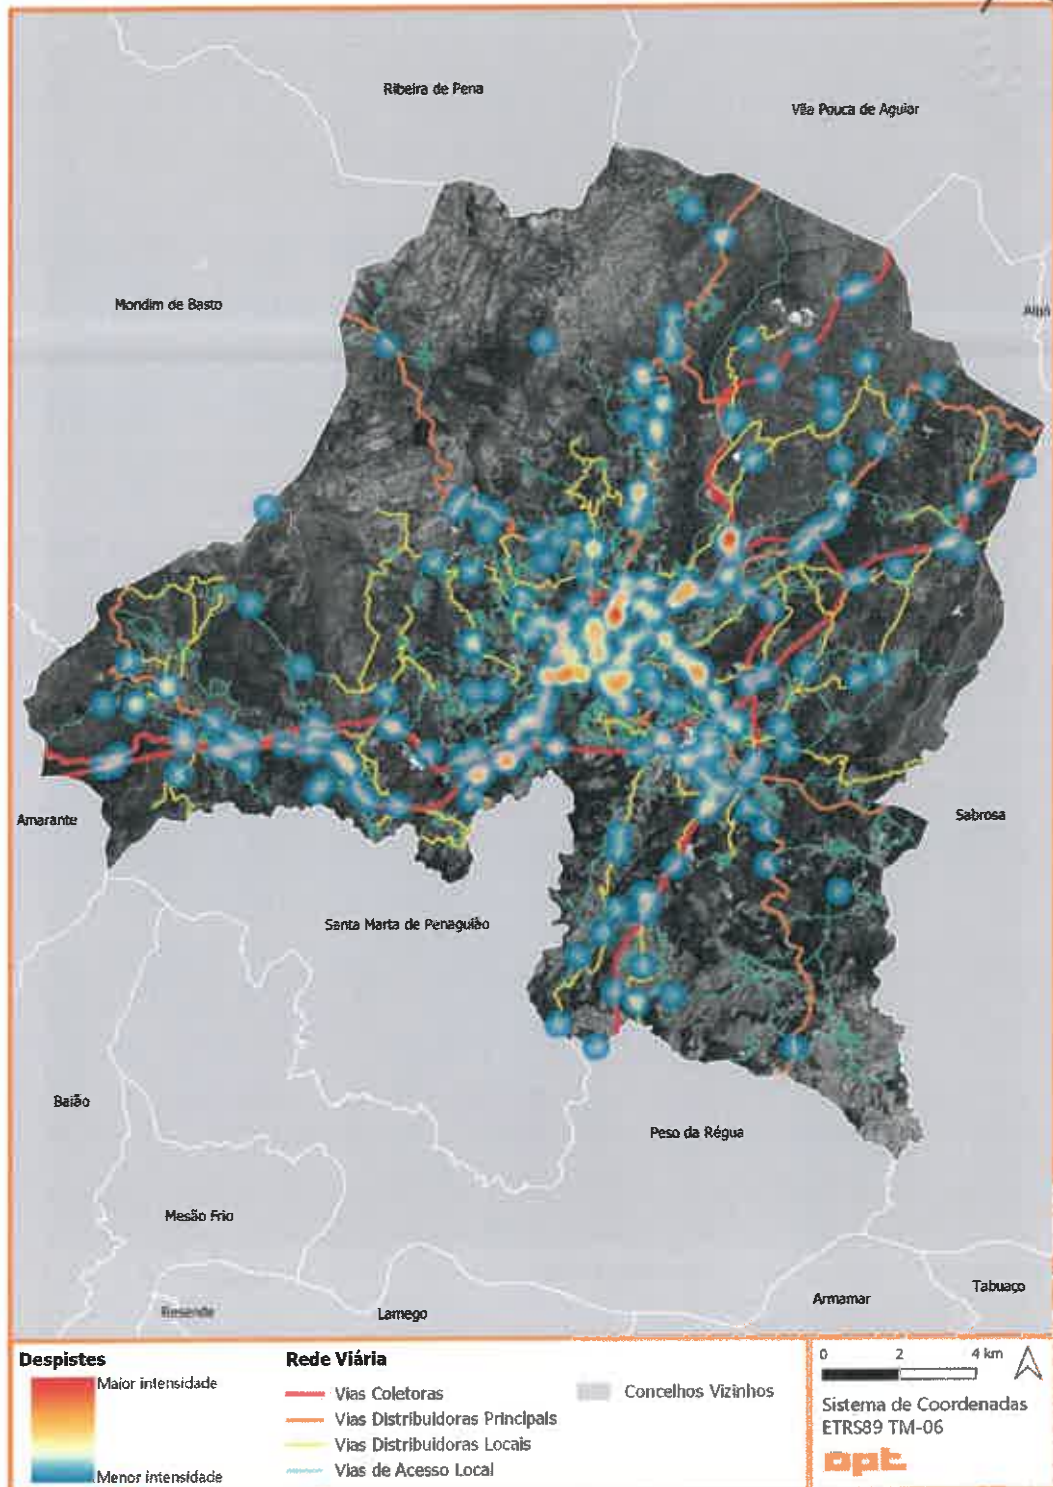 Ribeira de Pena
Vila Pouca de Aguiar
Mondim de Basto
Amarante
Sabrosa
Santa Marta de Penaguião
Baião
Peso da Régua
Mesão Frio
Resende
Lamego
Armamar
Tabuaço
Despistes
Maior intensidade
Menor intensidade
Rede Viária
Vias Coletoras
Vias Distribuidoras Principais
Vias Distribuidoras Locais
Vias de Acesso Local
Concelhos Vizinhos
0 2 4 km
Sistema de Coordenadas
ETRS89 TM-06
opt